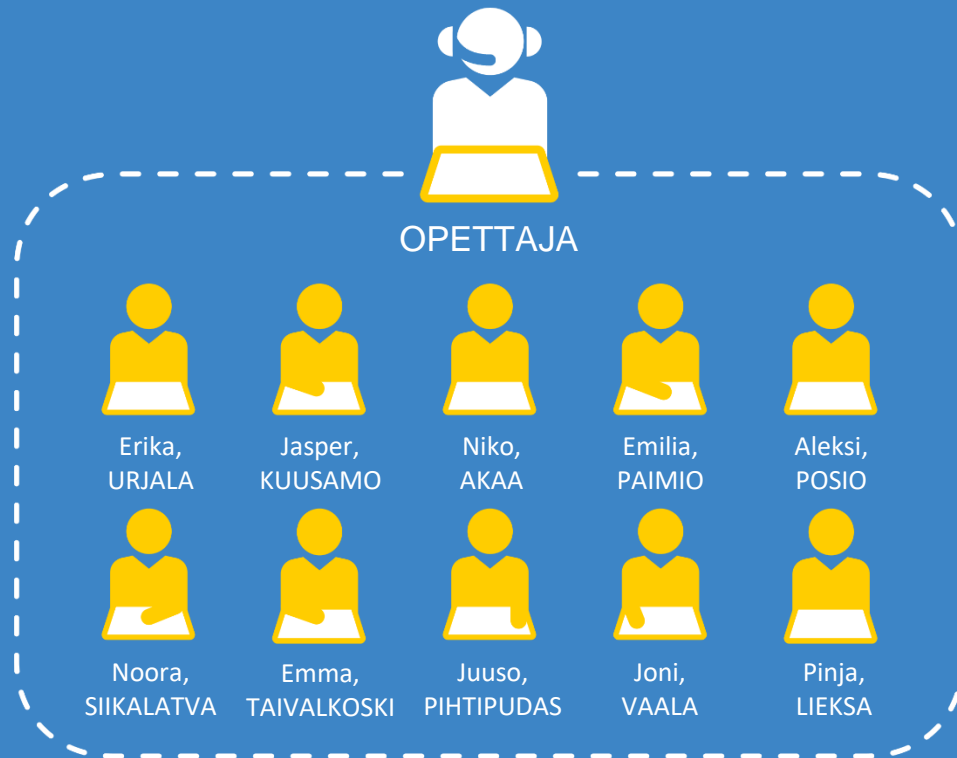 OPETTAJA
Erika,
URJALA
Jasper,
KUUSAMO
Niko,
AKAA
Emilia,
PAIMIO
Aleksi,
POSIO
Noora,
SIIKALATVA
Emma,
TAIVALKOSKI
Juuso,
PIHTIPUDAS
Joni,
VAALA
Pinja,
LIEKSA